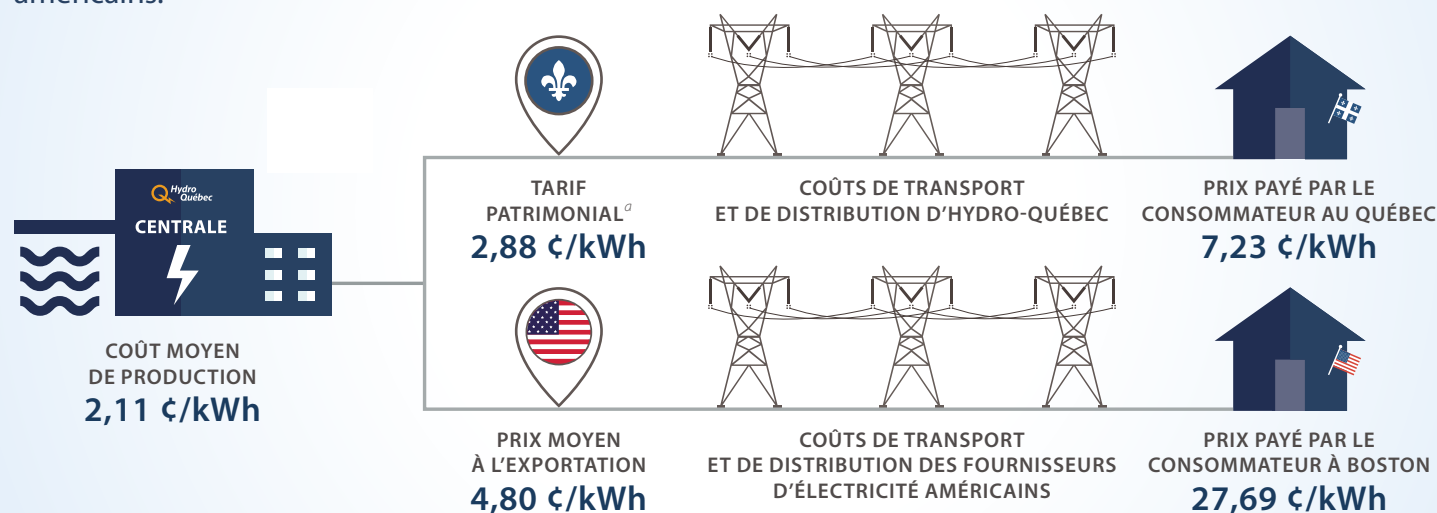 américains.
Hydro
Québec
CENTRALE
COÛT MOYEN
DE PRODUCTION
2,11 ¢/kWh
TARIF
PATRIMONIAL^a
2,88 ¢/kWh
COÛTS DE TRANSPORT
ET DE DISTRIBUTION D'HYDRO-QUÉBEC
PRIX PAYÉ PAR LE
CONSOMMATEUR AU QUÉBEC
7,23 ¢/kWh
PRIX MOYEN
À L'EXPORTATION
4,80 ¢/kWh
COÛTS DE TRANSPORT
ET DE DISTRIBUTION DES FOURNISSEURS
D'ÉLECTRICITÉ AMÉRICAINS
PRIX PAYÉ PAR LE
CONSOMMATEUR À BOSTON
27,69 ¢/kWh